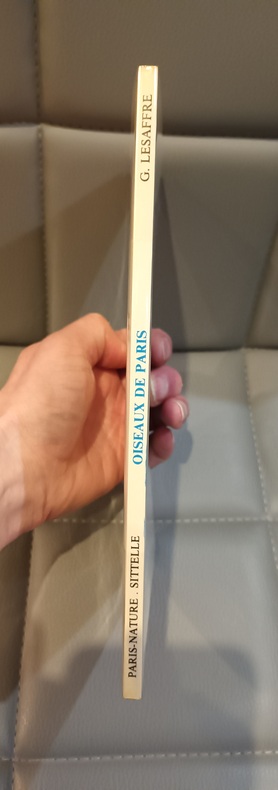 G. LESAFFRE
OISEAUX DE PARIS
PARIS-NATURE . SITTELLE